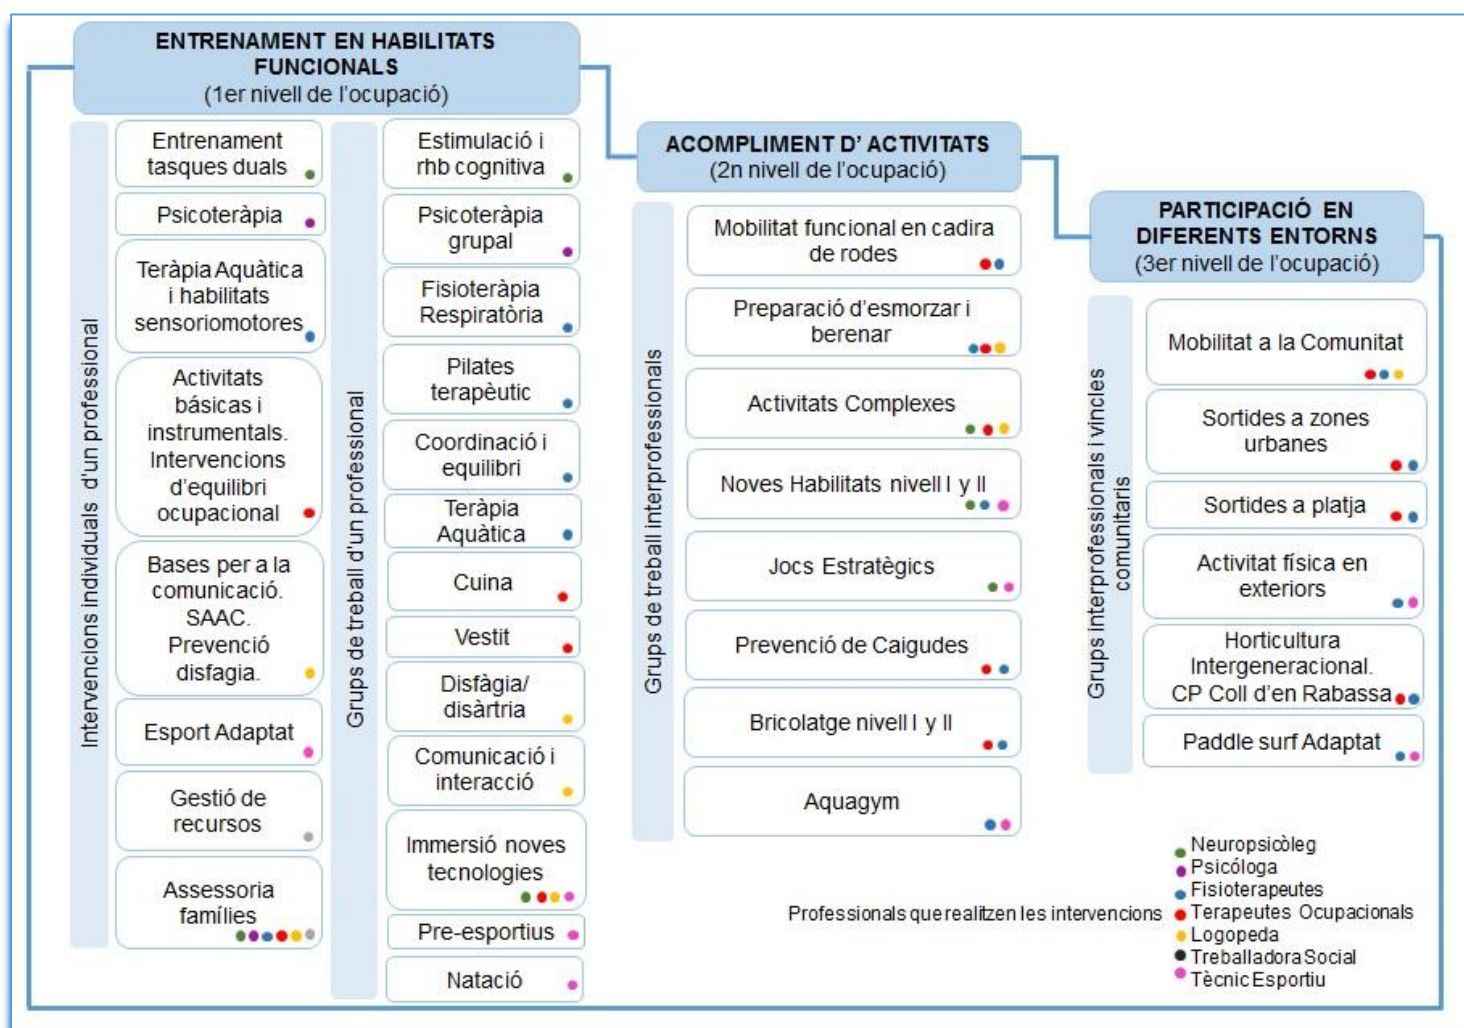 ENTRENAMENT EN HABILITATS
FUNCIONALS
(1er nivell de l'ocupació)
Intervencions individuals d'un professional
Entrenament
tasques duals
Psicoteràpia
Teràpia Aquàtica
i habilitats
sensoriomotores
Activitats
básicas i
instrumentals.
Intervencions
d'equilibri
ocupacional
Bases per a la
comunicació.
SAAC.
Prevenció
disfagia.
Esport Adaptat
Gestió de
recursos
Assessoria
famílies
Grups de treball d'un professional
Estimulació i
rhb cognitiva
Psicoteràpia
grupal
Fisioteràpia
Respiratòria
Pilates
terapèutic
Coordinació i
equilibri
Teràpia
Aquàtica
Cuina
Vestit
Disfàgia/
disàrtria
Comunicació i
interacció
Immersió noves
tecnologies
Pre-esportius
Natació
ACOMPLIMENT D' ACTIVITATS
(2n nivell de l'ocupació)
Grups de treball interprofessionals
Mobilitat funcional en cadira
de rodes
Preparació d'esmorzar i
berenar
Activitats Complexes
Noves Habilitats nivell I y II
Jocs Estratègics
Prevenció de Caigudes
Bricolatge nivell I y II
Aquagym
PARTICIPACIÓ EN
DIFERENTS ENTORNS
(3er nivell de l'ocupació)
Grups interprofessionals i vincles
comunitaris
Mobilitat a la Comunitat
Sortides a zones
urbanes
Sortides a platja
Activitat física en
exteriors
Horticultura
Intergeneracional.
CP Coll d'en Rabassa
Paddle surf Adaptat
Professionals que realitzen les intervencions
Neuropsicòleg
Psicóloga
Fisioterapeutes
Terapeutes Ocupacionals
Logopeda
Treballadora Social
Tècnic Esportiu